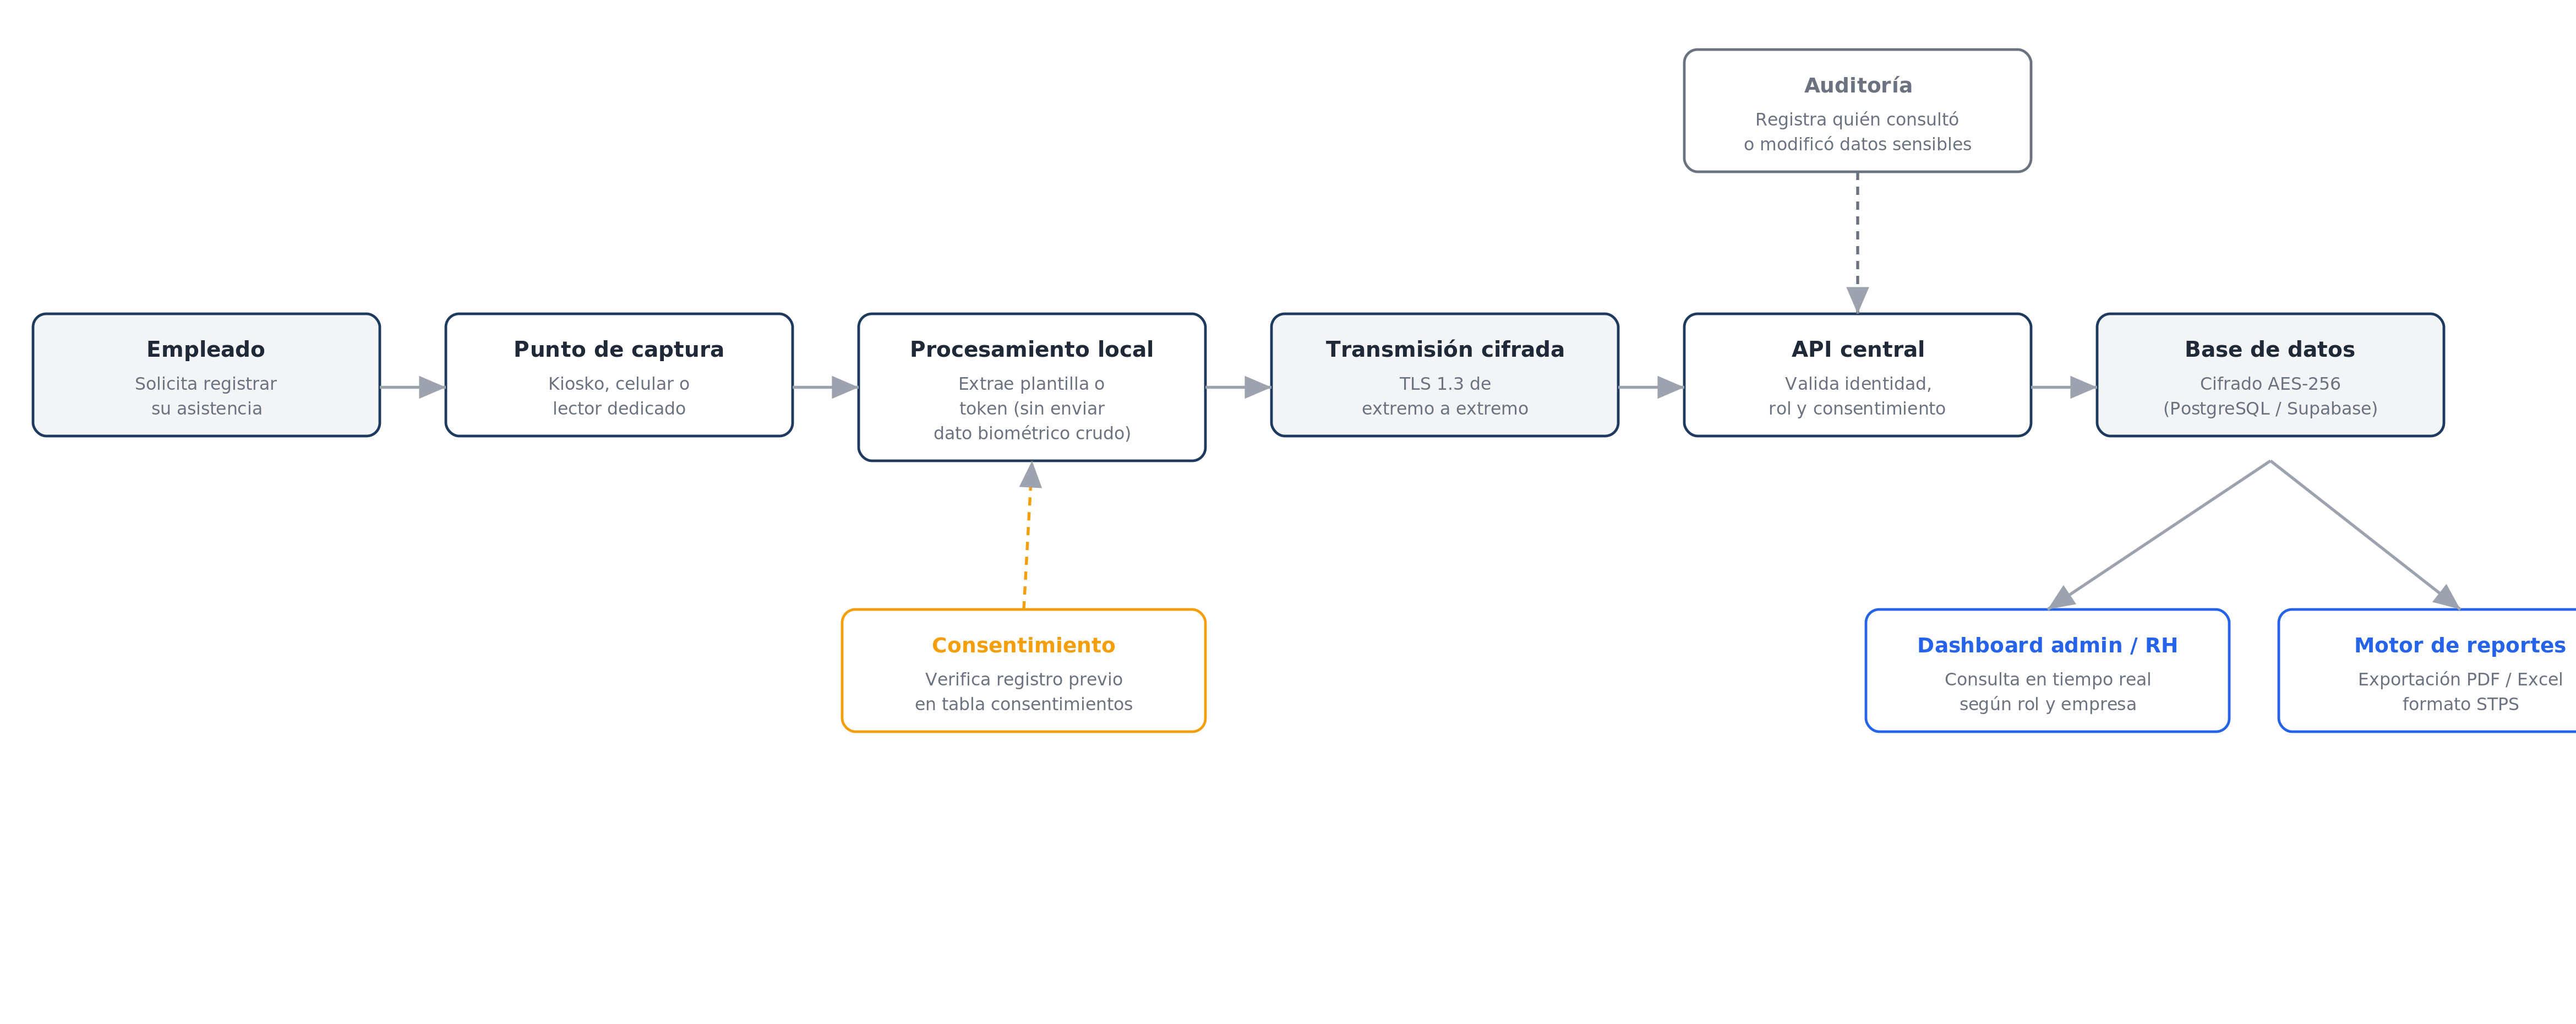 Auditoría
Registra quién consultó
o modificó datos sensibles
Empleado
Solicita registrar
su asistencia
Punto de captura
Kiosko, celular o
lector dedicado
Procesamiento local
Extrae plantilla o
token (sin enviar
dato biométrico crudo)
Transmisión cifrada
TLS 1.3 de
extremo a extremo
API central
Valida identidad,
rol y consentimiento
Base de datos
Cifrado AES-256
(PostgreSQL / Supabase)
Consentimiento
Verifica registro previo
en tabla consentimientos
Dashboard admin / RH
Consulta en tiempo real
según rol y empresa
Motor de reportes
Exportación PDF / Excel
formato STPS